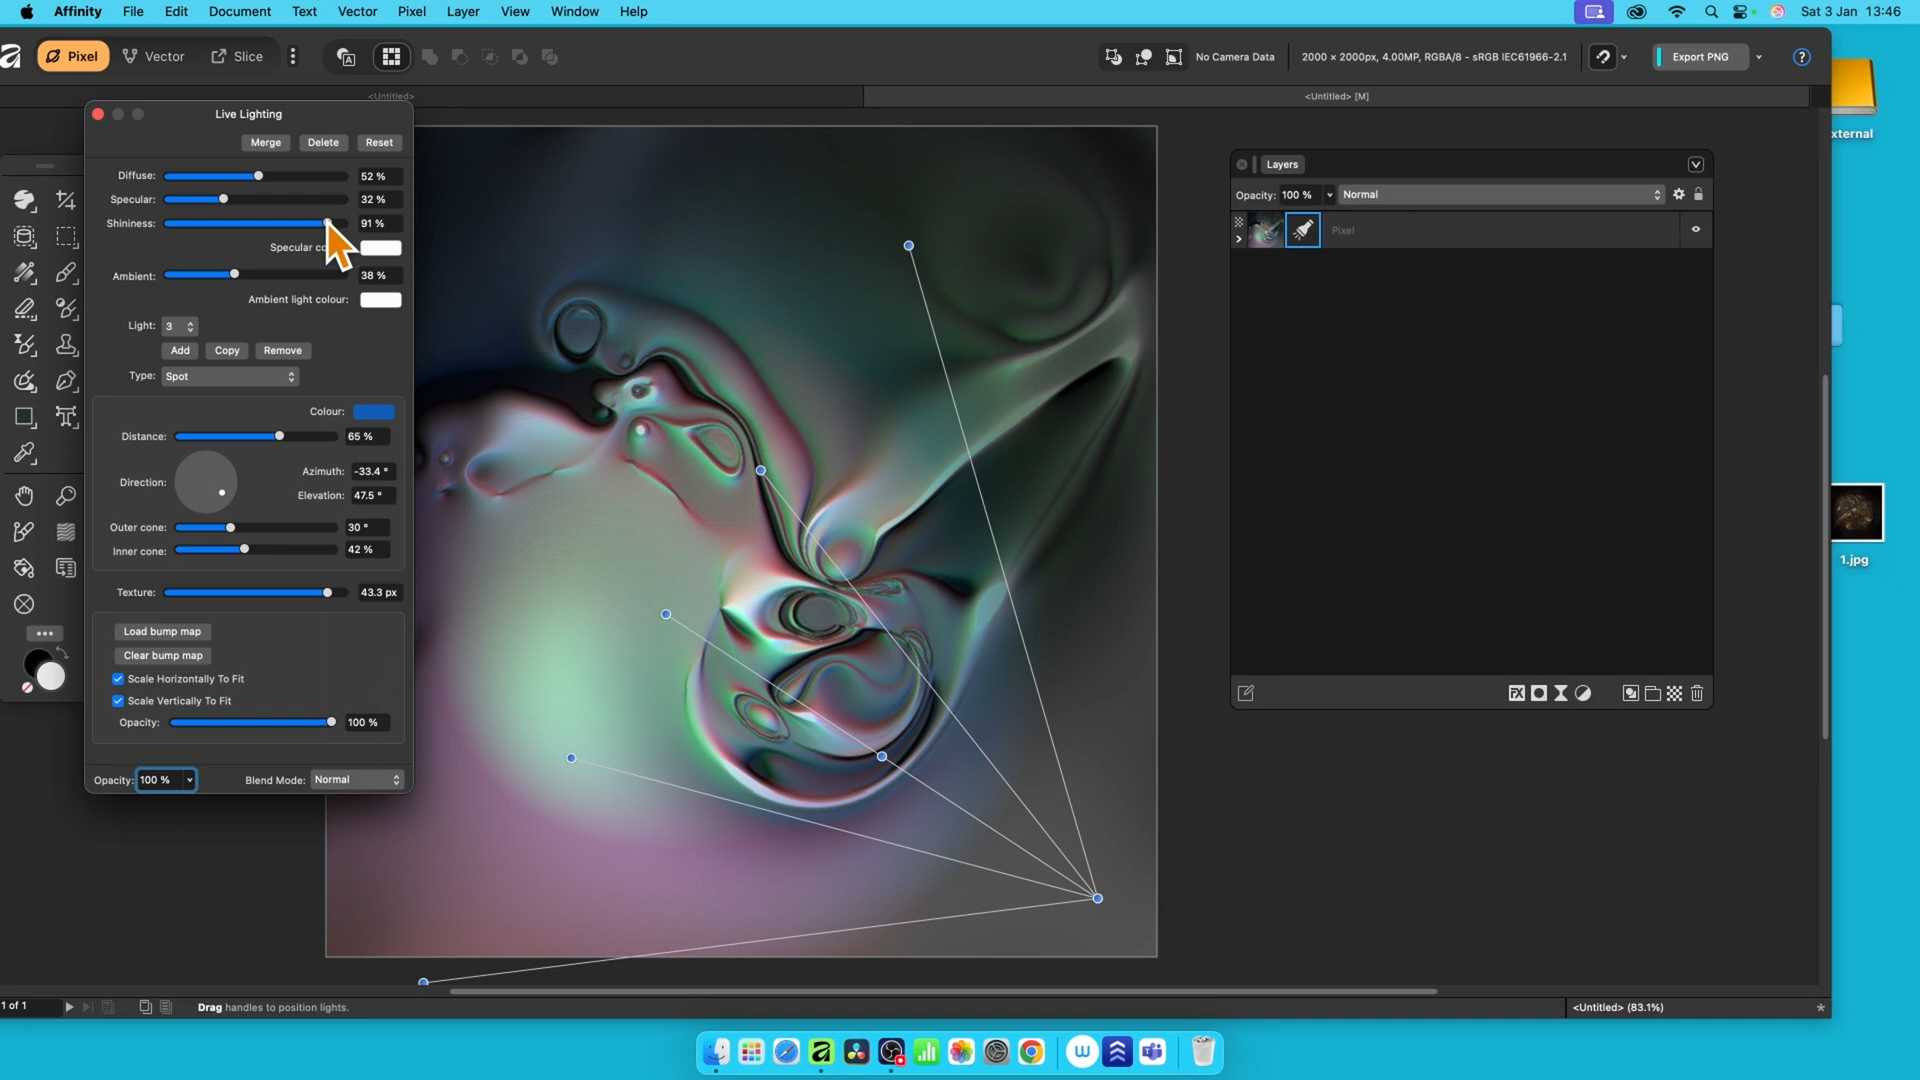 Affinity File Edit Document Text Vector Pixel Layer View Window Help Sat 3 Jan 13:46
Pixel Vector Slice No Camera Data 2000 × 2000px, 4.00MP, RGBA/8 - sRGB IEC61966-2.1 Export PNG
<Untitled> <Untitled> [M]
Live Lighting
Merge Delete Reset
Diffuse: 52 %
Specular: 32 %
Shininess: 91 %
Specular co
Ambient: 38 %
Ambient light colour:
Light: 3
Add Copy Remove
Type: Spot
Colour:
Distance: 65 %
Azimuth: -33.4 °
Direction:
Elevation: 47.5 °
Outer cone: 30 °
Inner cone: 42 %
Texture: 43.3 px
Load bump map
Clear bump map
Scale Horizontally To Fit
Scale Vertically To Fit
Opacity: 100 %
Opacity: 100 % Blend Mode: Normal
Layers
Opacity: 100 % Normal
Pixel
FX
xternal
1.jpg
1 of 1 Drag handles to position lights. <Untitled> (83.1%)